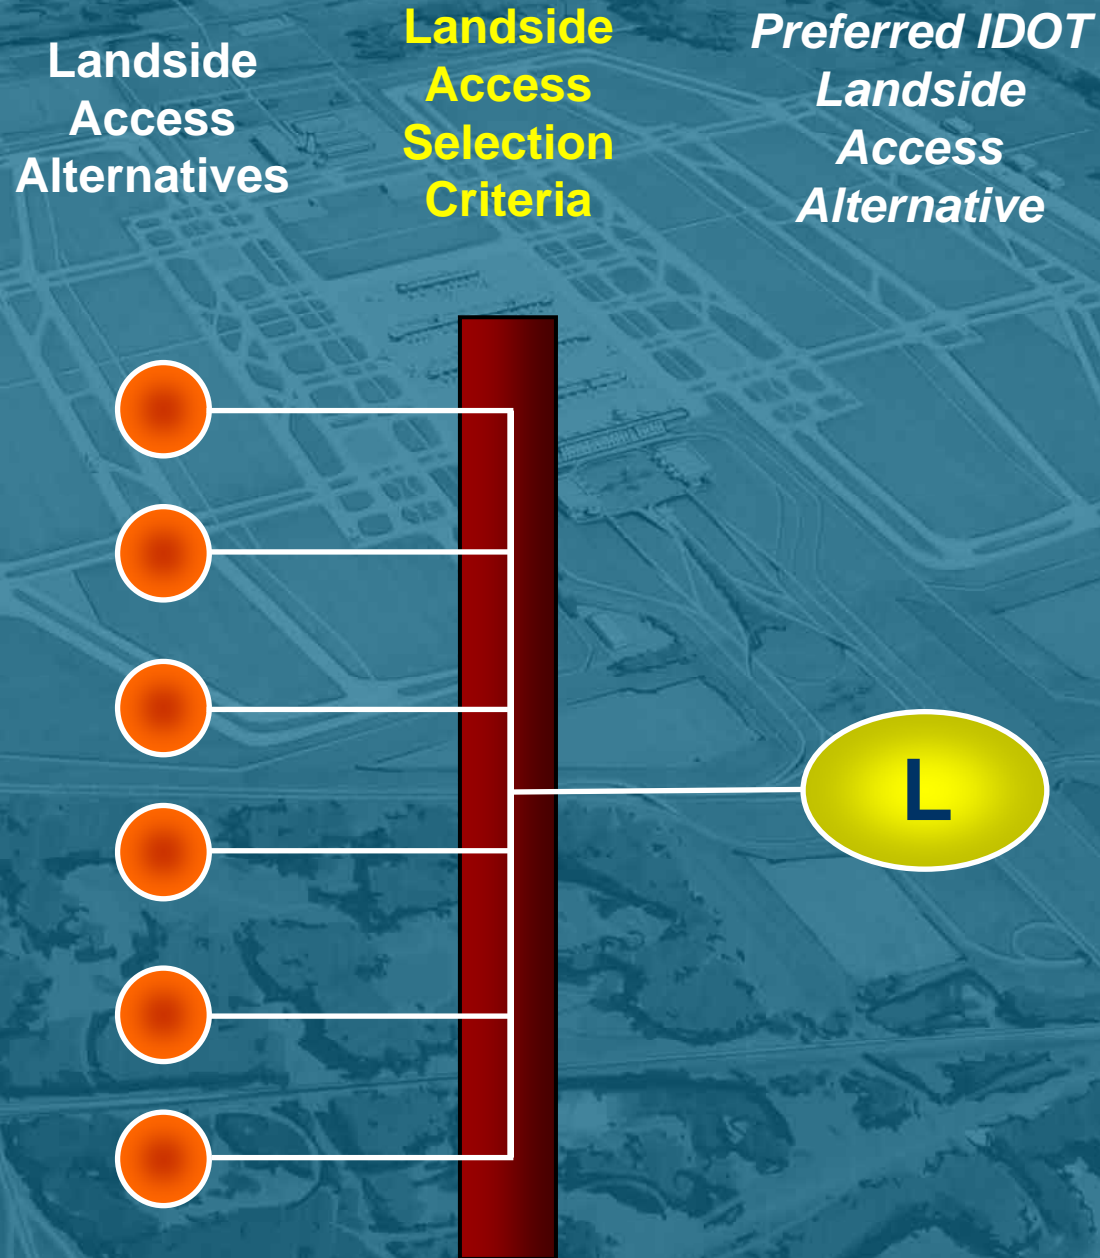 Landside
Access
Alternatives
Landside
Access
Selection
Criteria
Preferred IDOT
Landside
Access
Alternative
L